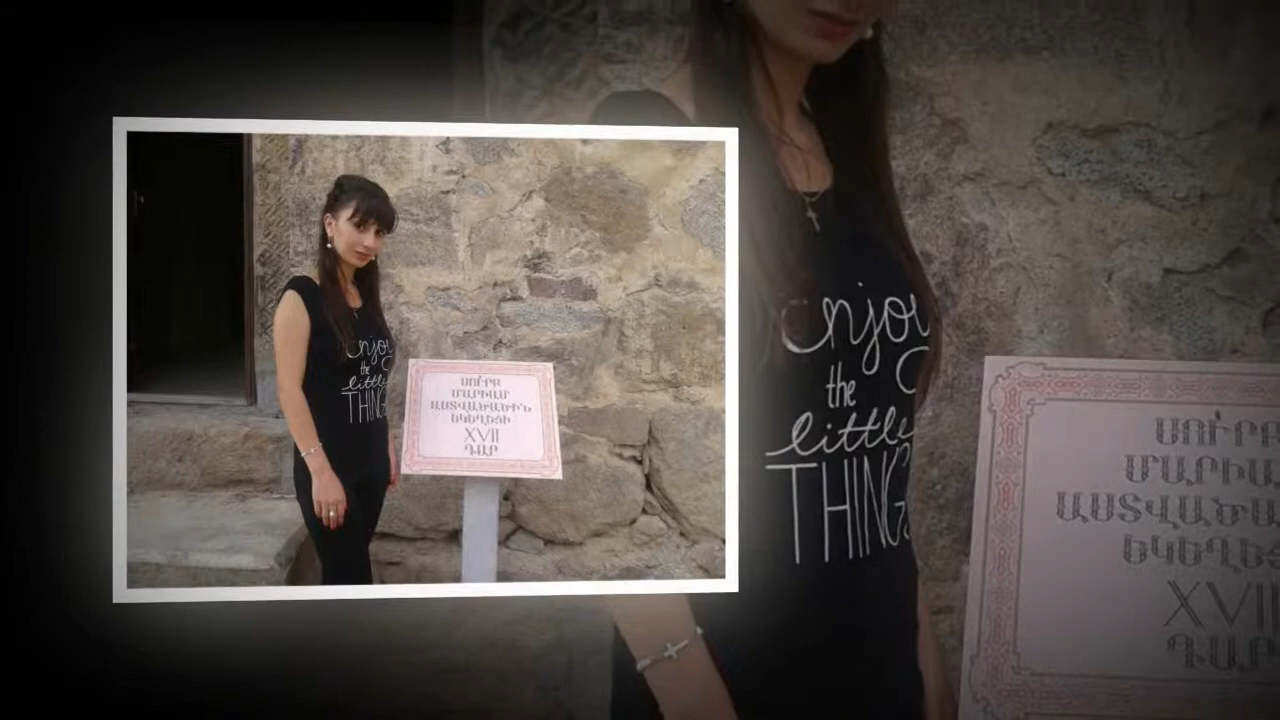 enjoy
the
little
THINGS
ՍՈՒՐԲ
ՄԱՐԻԱՄ
ԱՍՏՎԱԾԱԾԻՆ
ԵԿԵՂԵՑԻ
XVII
ԴԱՐ